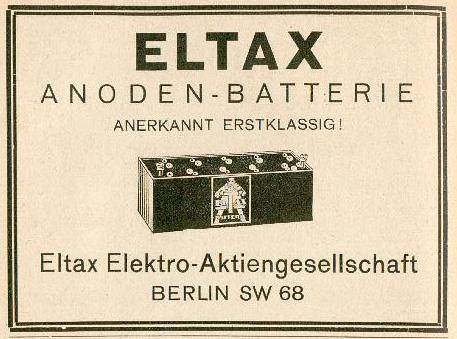 ELTAX
ANODEN-BATTERIE
ANERKANNT ERSTKLASSIG!
Eltax Elektro-Aktiengesellschaft
BERLIN SW 68